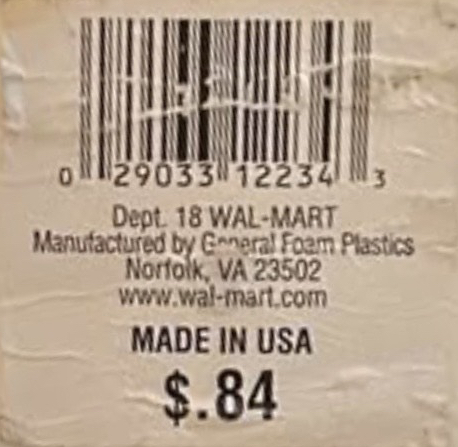 0 29033 12234 3
Dept. 18 WAL-MART
Manufactured by General Foam Plastics
Norfolk, VA 23502
www.wal-mart.com
MADE IN USA
$.84